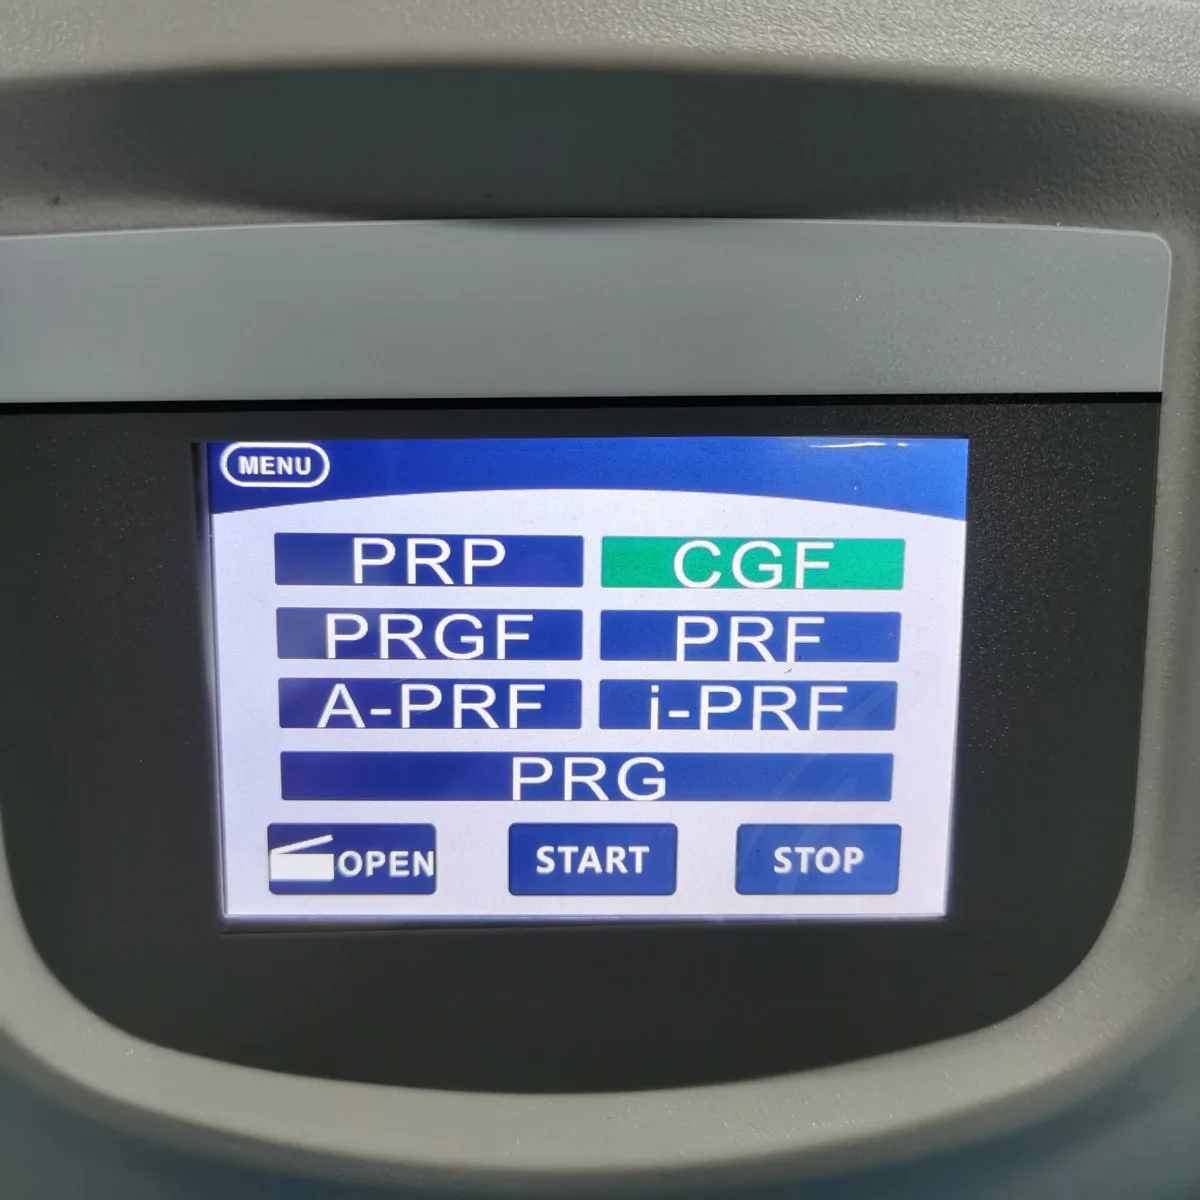 MENU
PRP CGF
PRGF PRF
A-PRF i-PRF
PRG
OPEN START STOP